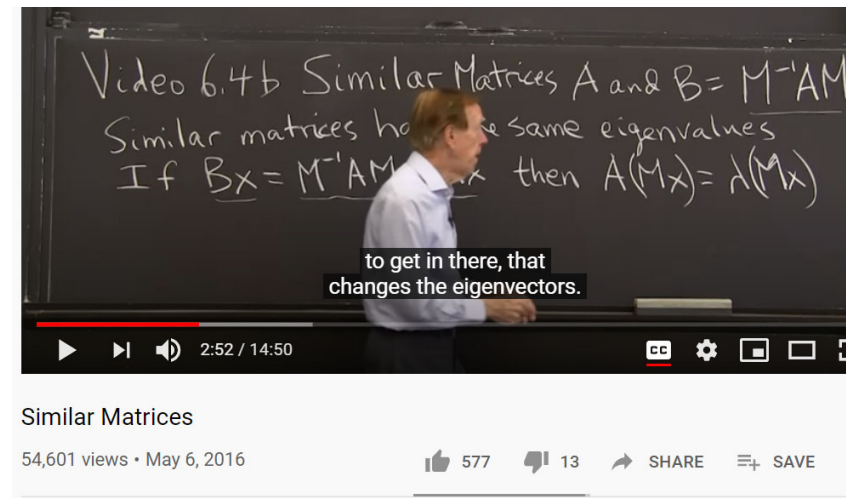 Video 6.4b Similar Matrices A and B = M⁻¹AM
Similar matrices same eigenvalues
If Bx = M⁻¹AM x then A(Mx) = λ(Mx)
to get in there, that
changes the eigenvectors.
2:52 / 14:50
CC
Similar Matrices
54,601 views • May 6, 2016
577 13 SHARE SAVE